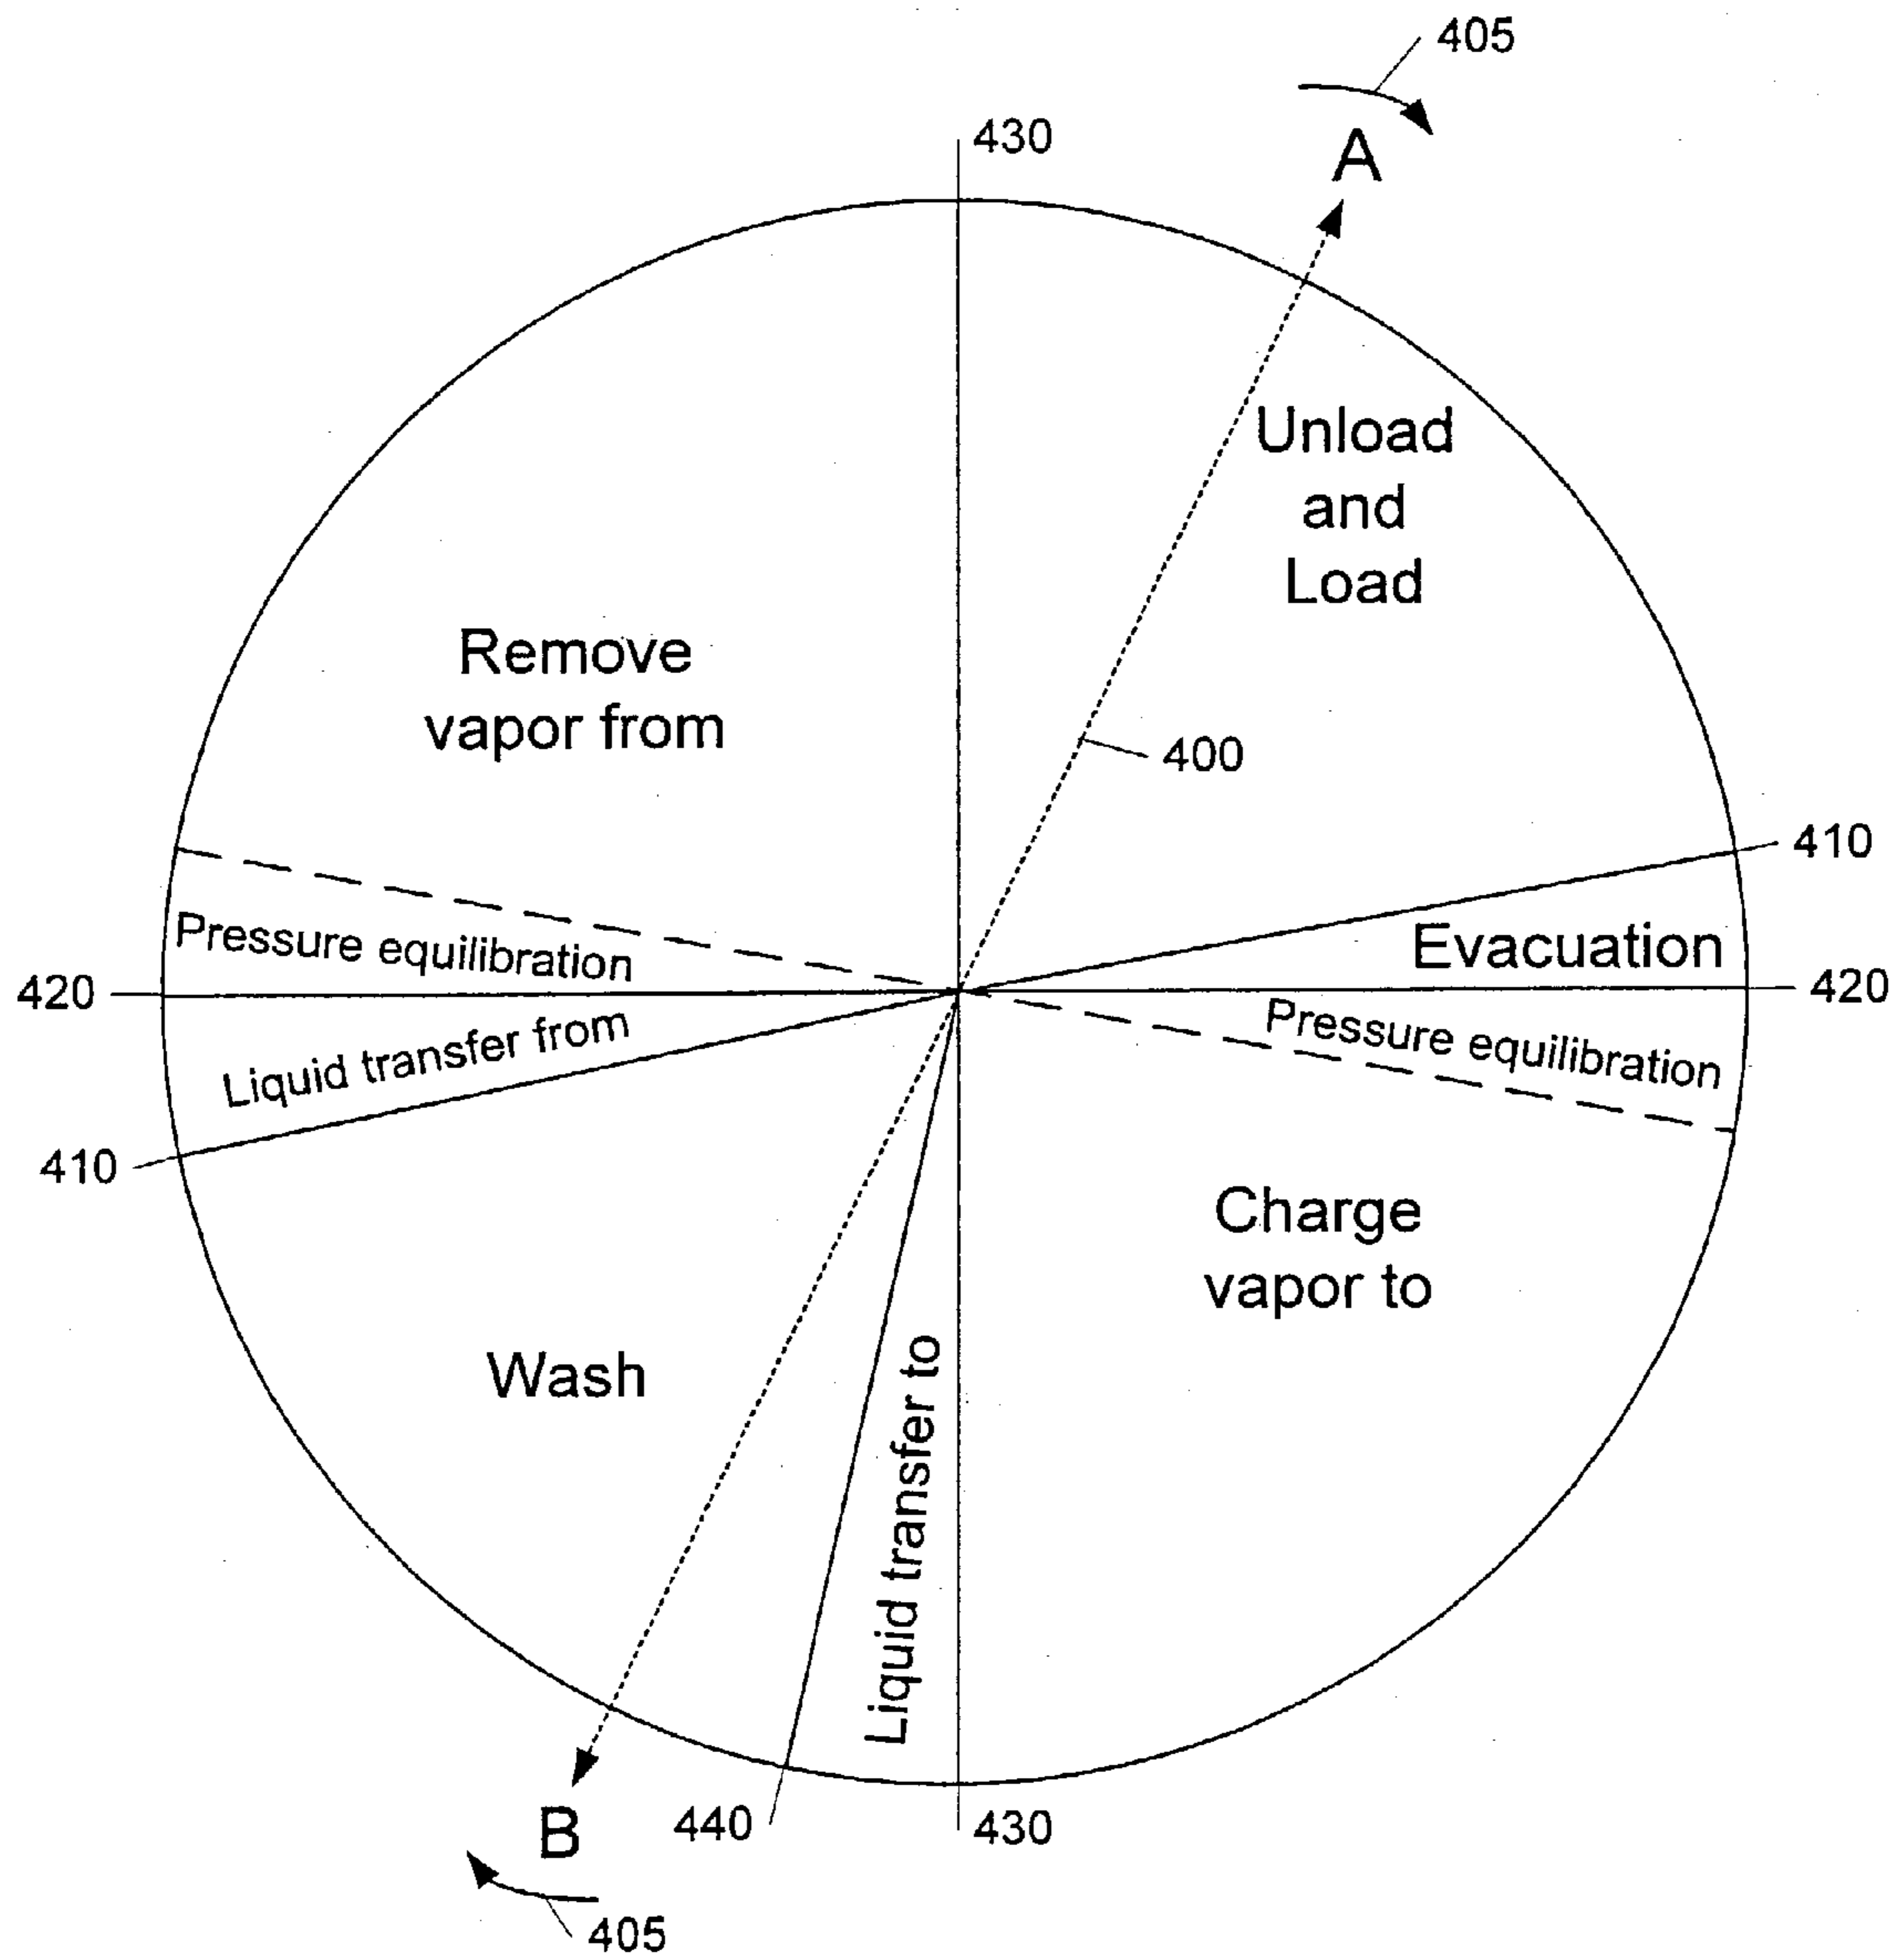 405
430
A
Unload
and
Load
Remove
vapor from
400
410
Evacuation
Pressure equilibration
420
420
Pressure equilibration
Liquid transfer from
410
Charge
vapor to
Wash
Liquid transfer to
B
440
430
405